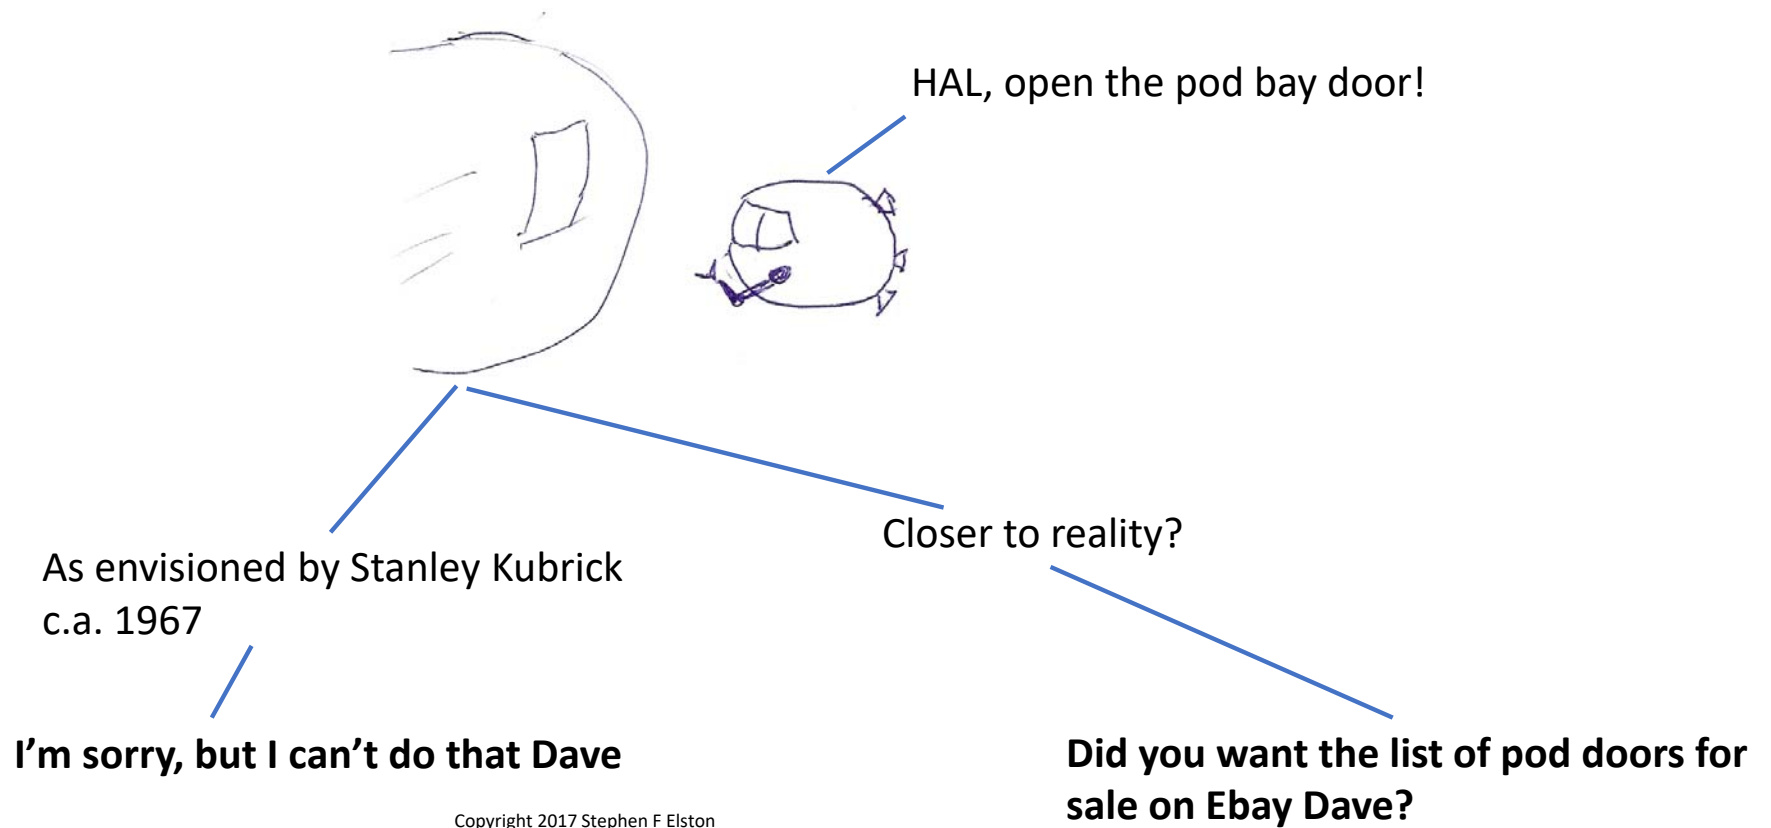 HAL, open the pod bay door!
Closer to reality?
As envisioned by Stanley Kubrick
c.a. 1967
I'm sorry, but I can't do that Dave
Did you want the list of pod doors for
sale on Ebay Dave?
Copyright 2017 Stephen F Elston